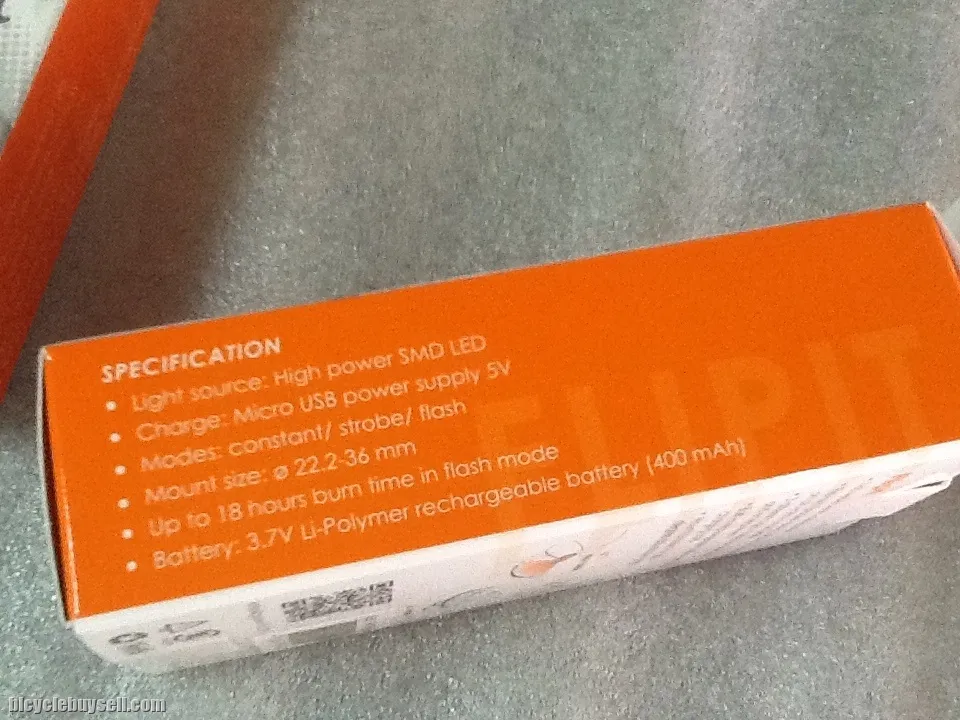 SPECIFICATION
• Light source: High power SMD LED
• Charge: Micro USB power supply 5V
• Modes: constant/ strobe/ flash
• Mount size: ø 22.2-36 mm
• Up to 18 hours burn time in flash mode
• Battery: 3.7V Li-Polymer rechargeable battery (400 mAh)
FLIPIT
bicyclebuysell.com